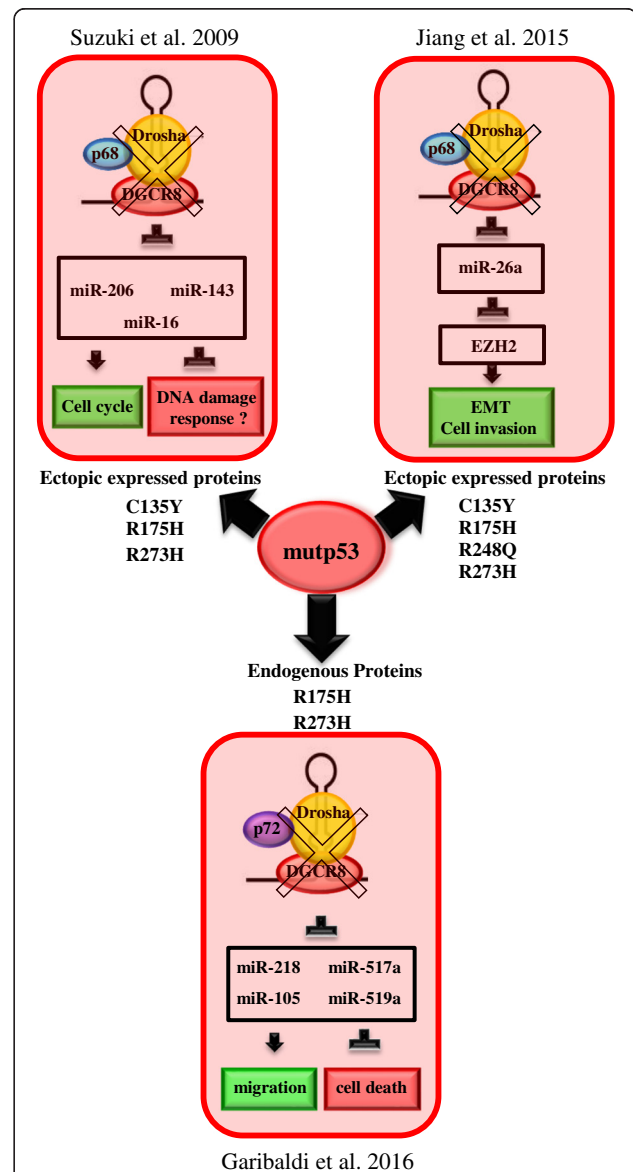 Suzuki et al. 2009
Drosha
p68
DGCR8
miR-206 miR-143
miR-16
Cell cycle
DNA damage
response ?
Ectopic expressed proteins
C135Y
R175H
R273H
Jiang et al. 2015
Drosha
p68
DGCR8
miR-26a
EZH2
EMT
Cell invasion
Ectopic expressed proteins
C135Y
R175H
R248Q
R273H
mutp53
Endogenous Proteins
R175H
R273H
Drosha
p72
DGCR8
miR-218 miR-517a
miR-105 miR-519a
migration
cell death
Garibaldi et al. 2016